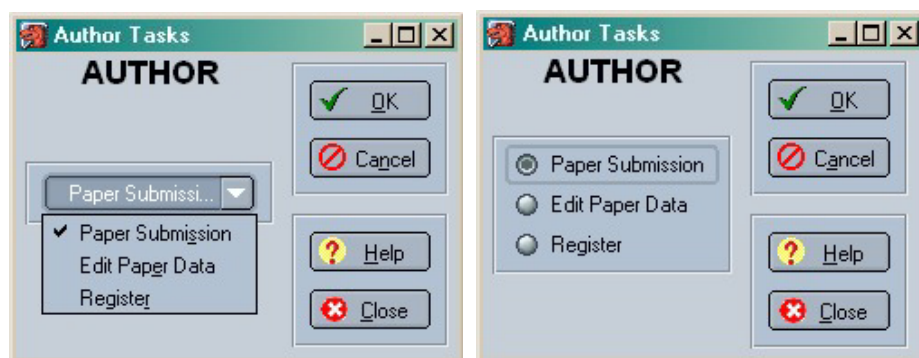 Author Tasks
AUTHOR
OK
Cancel
Paper Submissi...
Paper Submission
Edit Paper Data
Register
Help
Close
Author Tasks
AUTHOR
OK
Cancel
Paper Submission
Edit Paper Data
Register
Help
Close